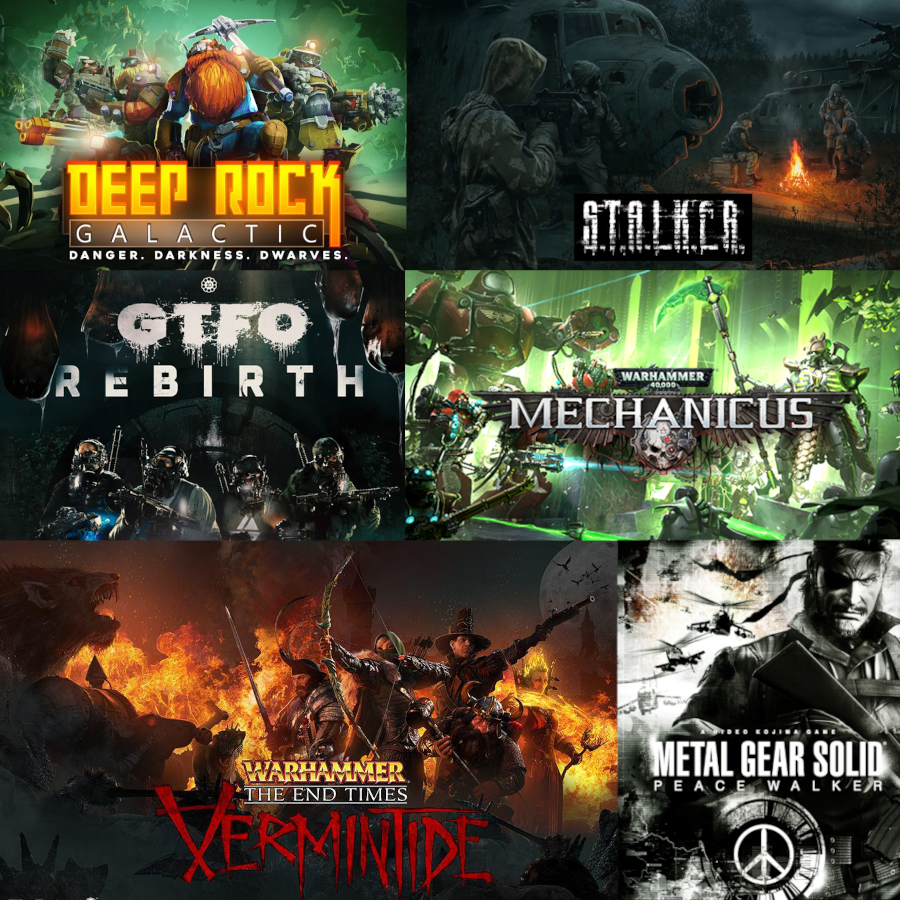 DEEP ROCK
GALACTIC
DANGER. DARKNESS. DWARVES.
S.T.A.L.K.E.R.
GTFO
REBIRTH
WARHAMMER
40,000
MECHANICUS
WARHAMMER
THE END TIMES
VERMINTIDE
A HIDEO KOJIMA GAME
METAL GEAR SOLID
PEACE WALKER